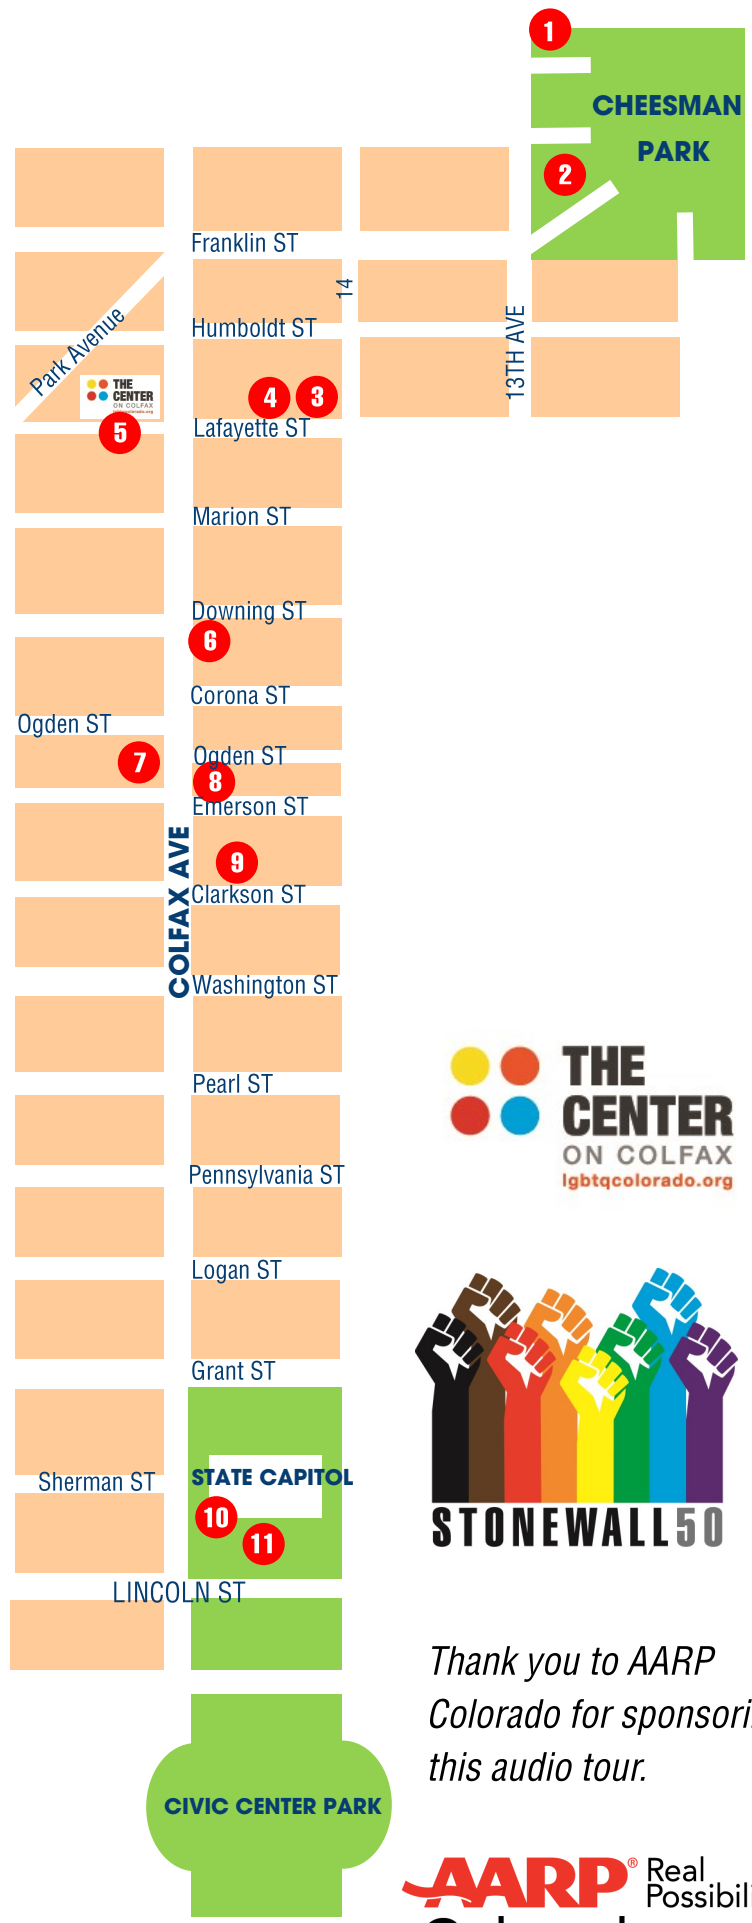 1
CHEESMAN
PARK
2
Franklin ST
14
Humboldt ST
13TH AVE
Park Avenue
THE
CENTER
ON COLFAX
lgbtqcolorado.org
4
3
Lafayette ST
5
Marion ST
Downing ST
6
Corona ST
Ogden ST
7
Ogden ST
8
Emerson ST
COLFAX AVE
9
Clarkson ST
Washington ST
Pearl ST
THE
CENTER
ON COLFAX
lgbtqcolorado.org
Pennsylvania ST
Logan ST
Grant ST
Sherman ST
STATE CAPITOL
10
11
STONEWALL50
LINCOLN ST
Thank you to AARP
Colorado for sponsori
this audio tour.
CIVIC CENTER PARK
AARP® Real
Possibili